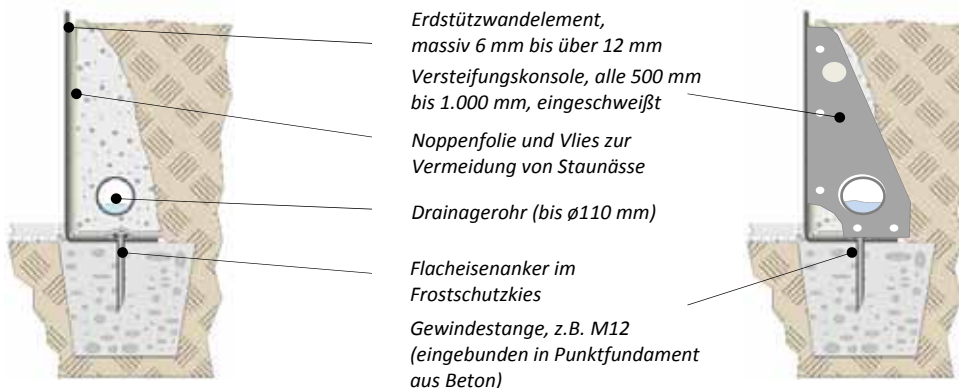 Erdstützwandelement,
massiv 6 mm bis über 12 mm
Versteifungskonsole, alle 500 mm
bis 1.000 mm, eingeschweißt
Noppenfolie und Vlies zur
Vermeidung von Staunässe
Drainagerohr (bis ø110 mm)
Flacheisenanker im
Frostschutzkies
Gewindestange, z.B. M12
(eingebunden in Punktfundament
aus Beton)